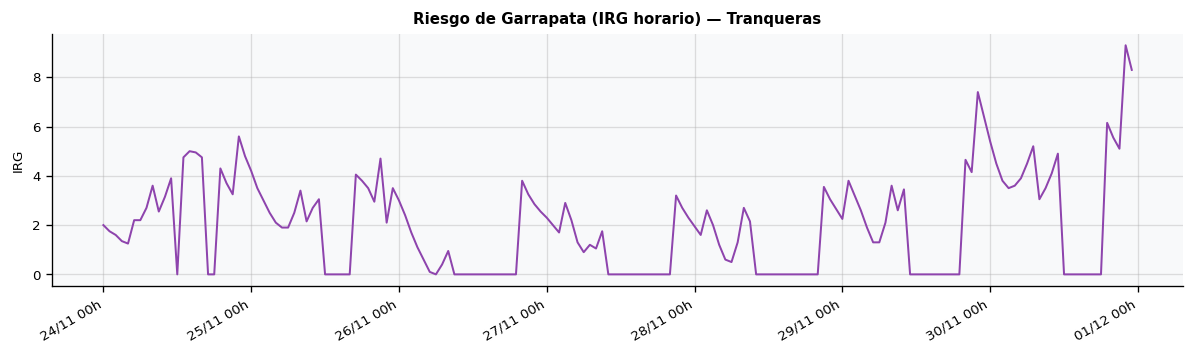 Riesgo de Garrapata (IRG horario) — Tranqueras
IRG
8
6
4
2
0
24/11 00h
25/11 00h
26/11 00h
27/11 00h
28/11 00h
29/11 00h
30/11 00h
01/12 00h